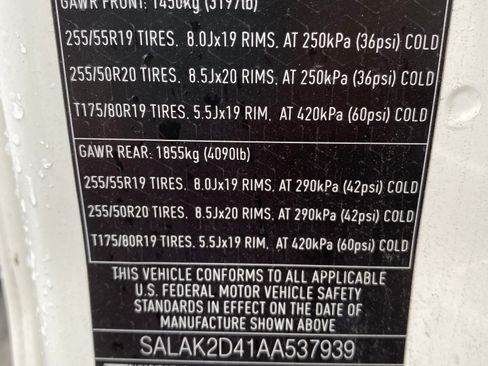 GAWR FRONT: 1450kg (3197lb)
255/55R19 TIRES. 8.0Jx19 RIMS, AT 250kPa (36psi) COLD
255/50R20 TIRES. 8.5Jx20 RIMS, AT 250kPa (36psi) COLD
T175/80R19 TIRES. 5.5Jx19 RIM, AT 420kPa (60psi) COLD
GAWR REAR: 1855kg (4090lb)
255/55R19 TIRES. 8.0Jx19 RIMS, AT 290kPa (42psi) COLD
255/50R20 TIRES. 8.5Jx20 RIMS, AT 290kPa (42psi) COLD
T175/80R19 TIRES. 5.5Jx19 RIM, AT 420kPa (60psi) COLD
THIS VEHICLE CONFORMS TO ALL APPLICABLE
U.S. FEDERAL MOTOR VEHICLE SAFETY
STANDARDS IN EFFECT ON THE DATE OF
MANUFACTURE SHOWN ABOVE
SALAK2D41AA537939